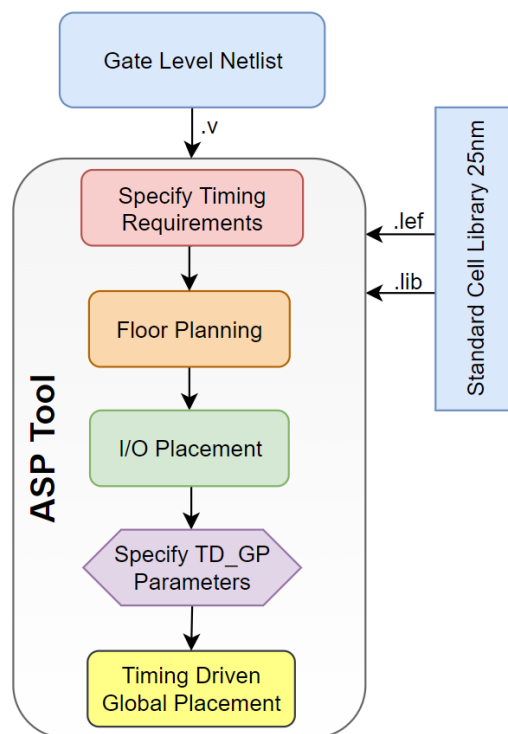 Gate Level Netlist
.v
Specify Timing
Requirements
.lef
.lib
Standard Cell Library 25nm
Floor Planning
ASP Tool
I/O Placement
Specify TD_GP
Parameters
Timing Driven
Global Placement